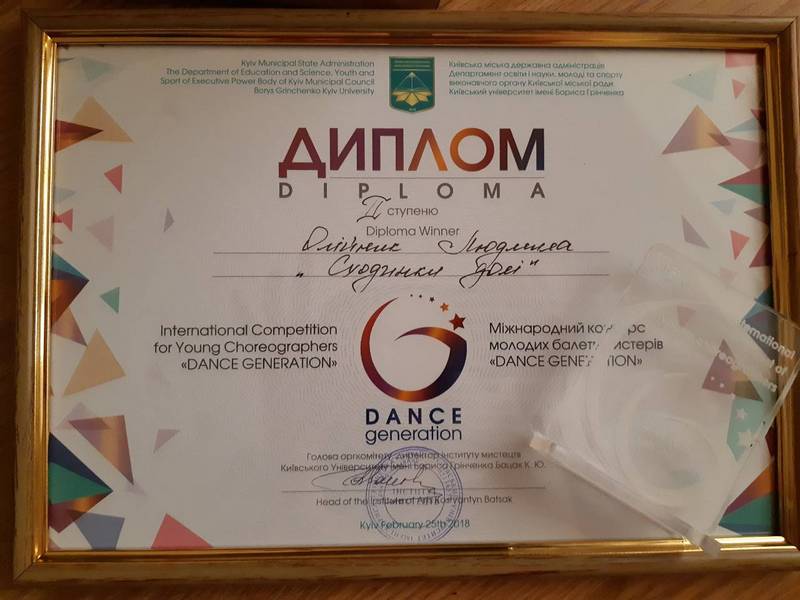 Kyiv Municipal State Administration
The Department of Education and Science, Youth and
Sport of Executive Power Body of Kyiv Municipal Council
Borys Grinchenko Kyiv University
Київська міська державна адміністрація
Департамент освіти і науки, молоді та спорту
виконавчого органу Київської міської ради
Київський університет імені Бориса Грінченка
ДИПЛОМ
DIPLOMA
II ступеню
Diploma Winner
Олійник Людмила
"Сходинки долі"
International Competition
for Young Choreographers
«DANCE GENERATION»
Міжнародний конкурс
молодих балетмейстерів
«DANCE GENERATION»
DANCE
generation
Голова оргкомітету, Директор Інституту мистецтв
Київського Університету імені Бориса Грінченка Бацак К. Ю.
Head of the Institute of Arts Kostyantyn Batsak
Kyiv February 25th 2018
International
of
choreographers